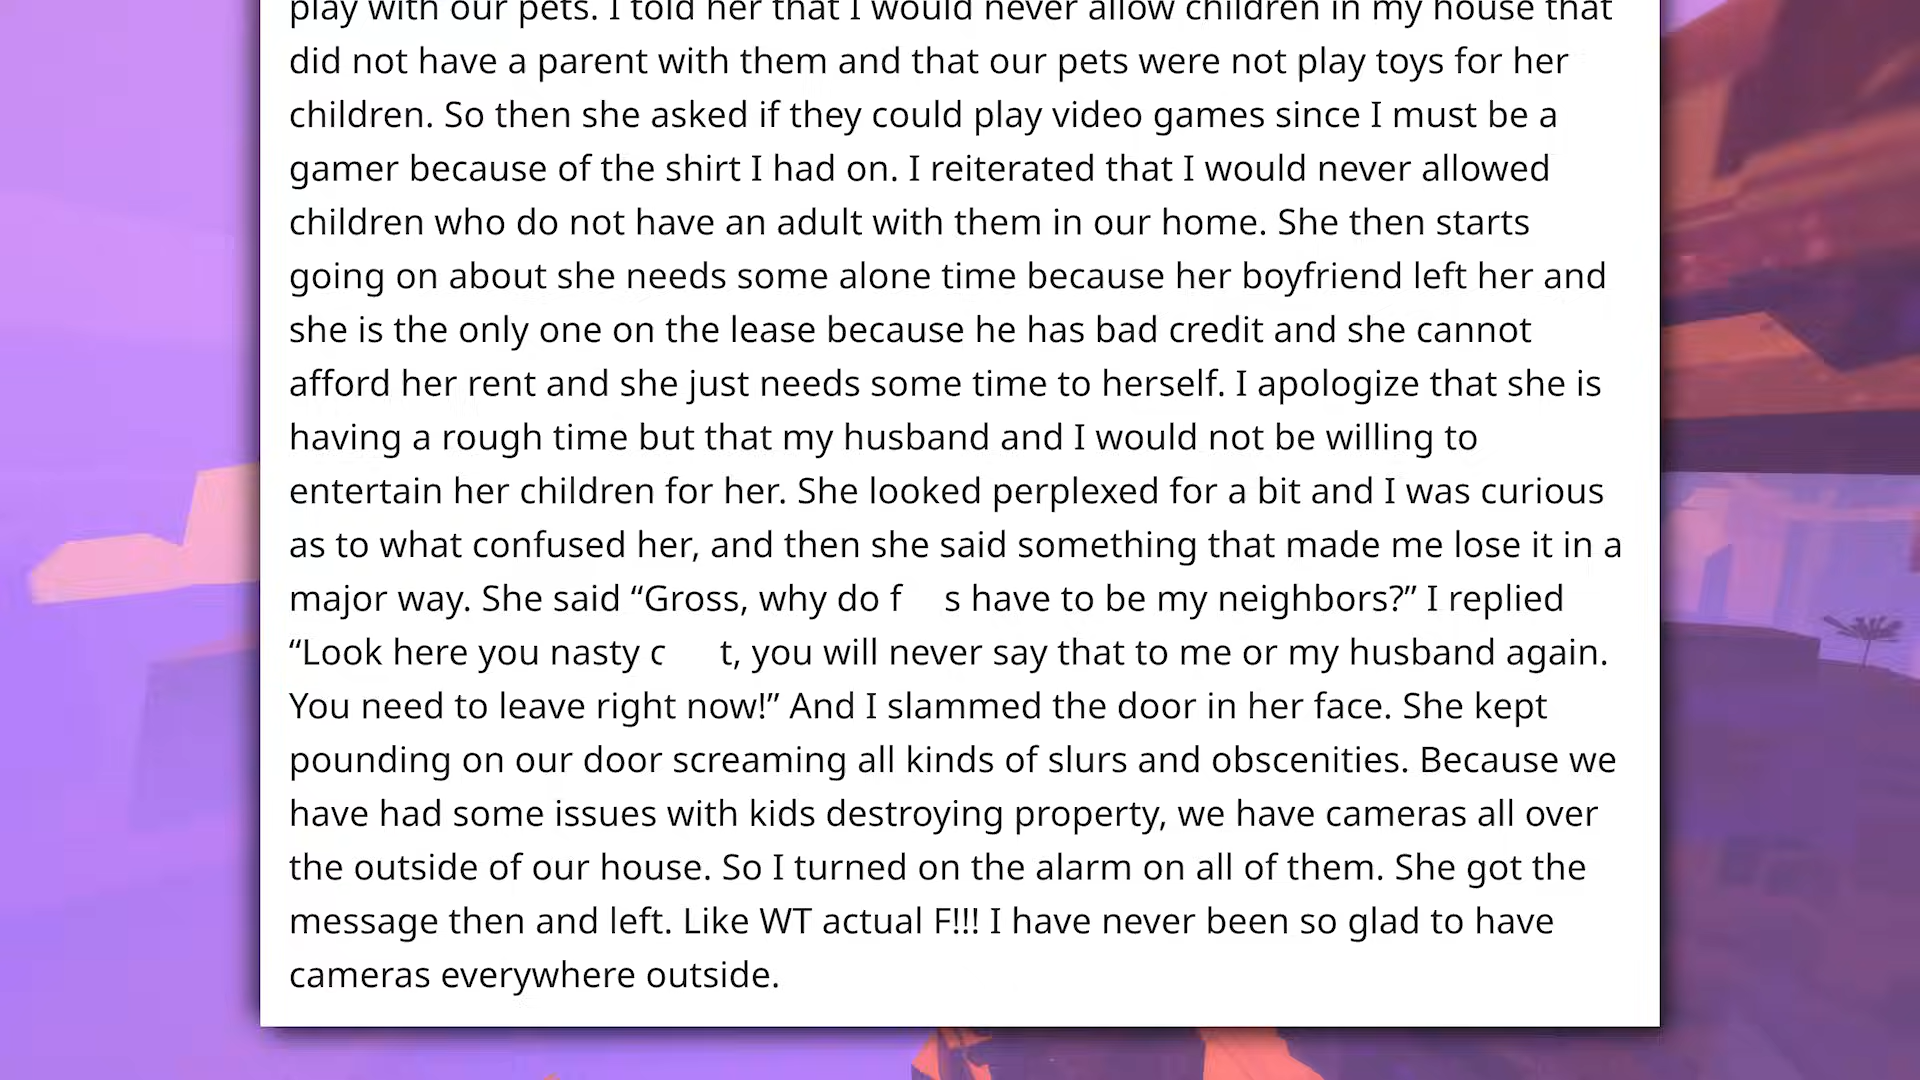 play with our pets. I told her that I would never allow children in my house that
did not have a parent with them and that our pets were not play toys for her
children. So then she asked if they could play video games since I must be a
gamer because of the shirt I had on. I reiterated that I would never allowed
children who do not have an adult with them in our home. She then starts
going on about she needs some alone time because her boyfriend left her and
she is the only one on the lease because he has bad credit and she cannot
afford her rent and she just needs some time to herself. I apologize that she is
having a rough time but that my husband and I would not be willing to
entertain her children for her. She looked perplexed for a bit and I was curious
as to what confused her, and then she said something that made me lose it in a
major way. She said “Gross, why do f    s have to be my neighbors?” I replied
“Look here you nasty c     t, you will never say that to me or my husband again.
You need to leave right now!” And I slammed the door in her face. She kept
pounding on our door screaming all kinds of slurs and obscenities. Because we
have had some issues with kids destroying property, we have cameras all over
the outside of our house. So I turned on the alarm on all of them. She got the
message then and left. Like WT actual F!!! I have never been so glad to have
cameras everywhere outside.